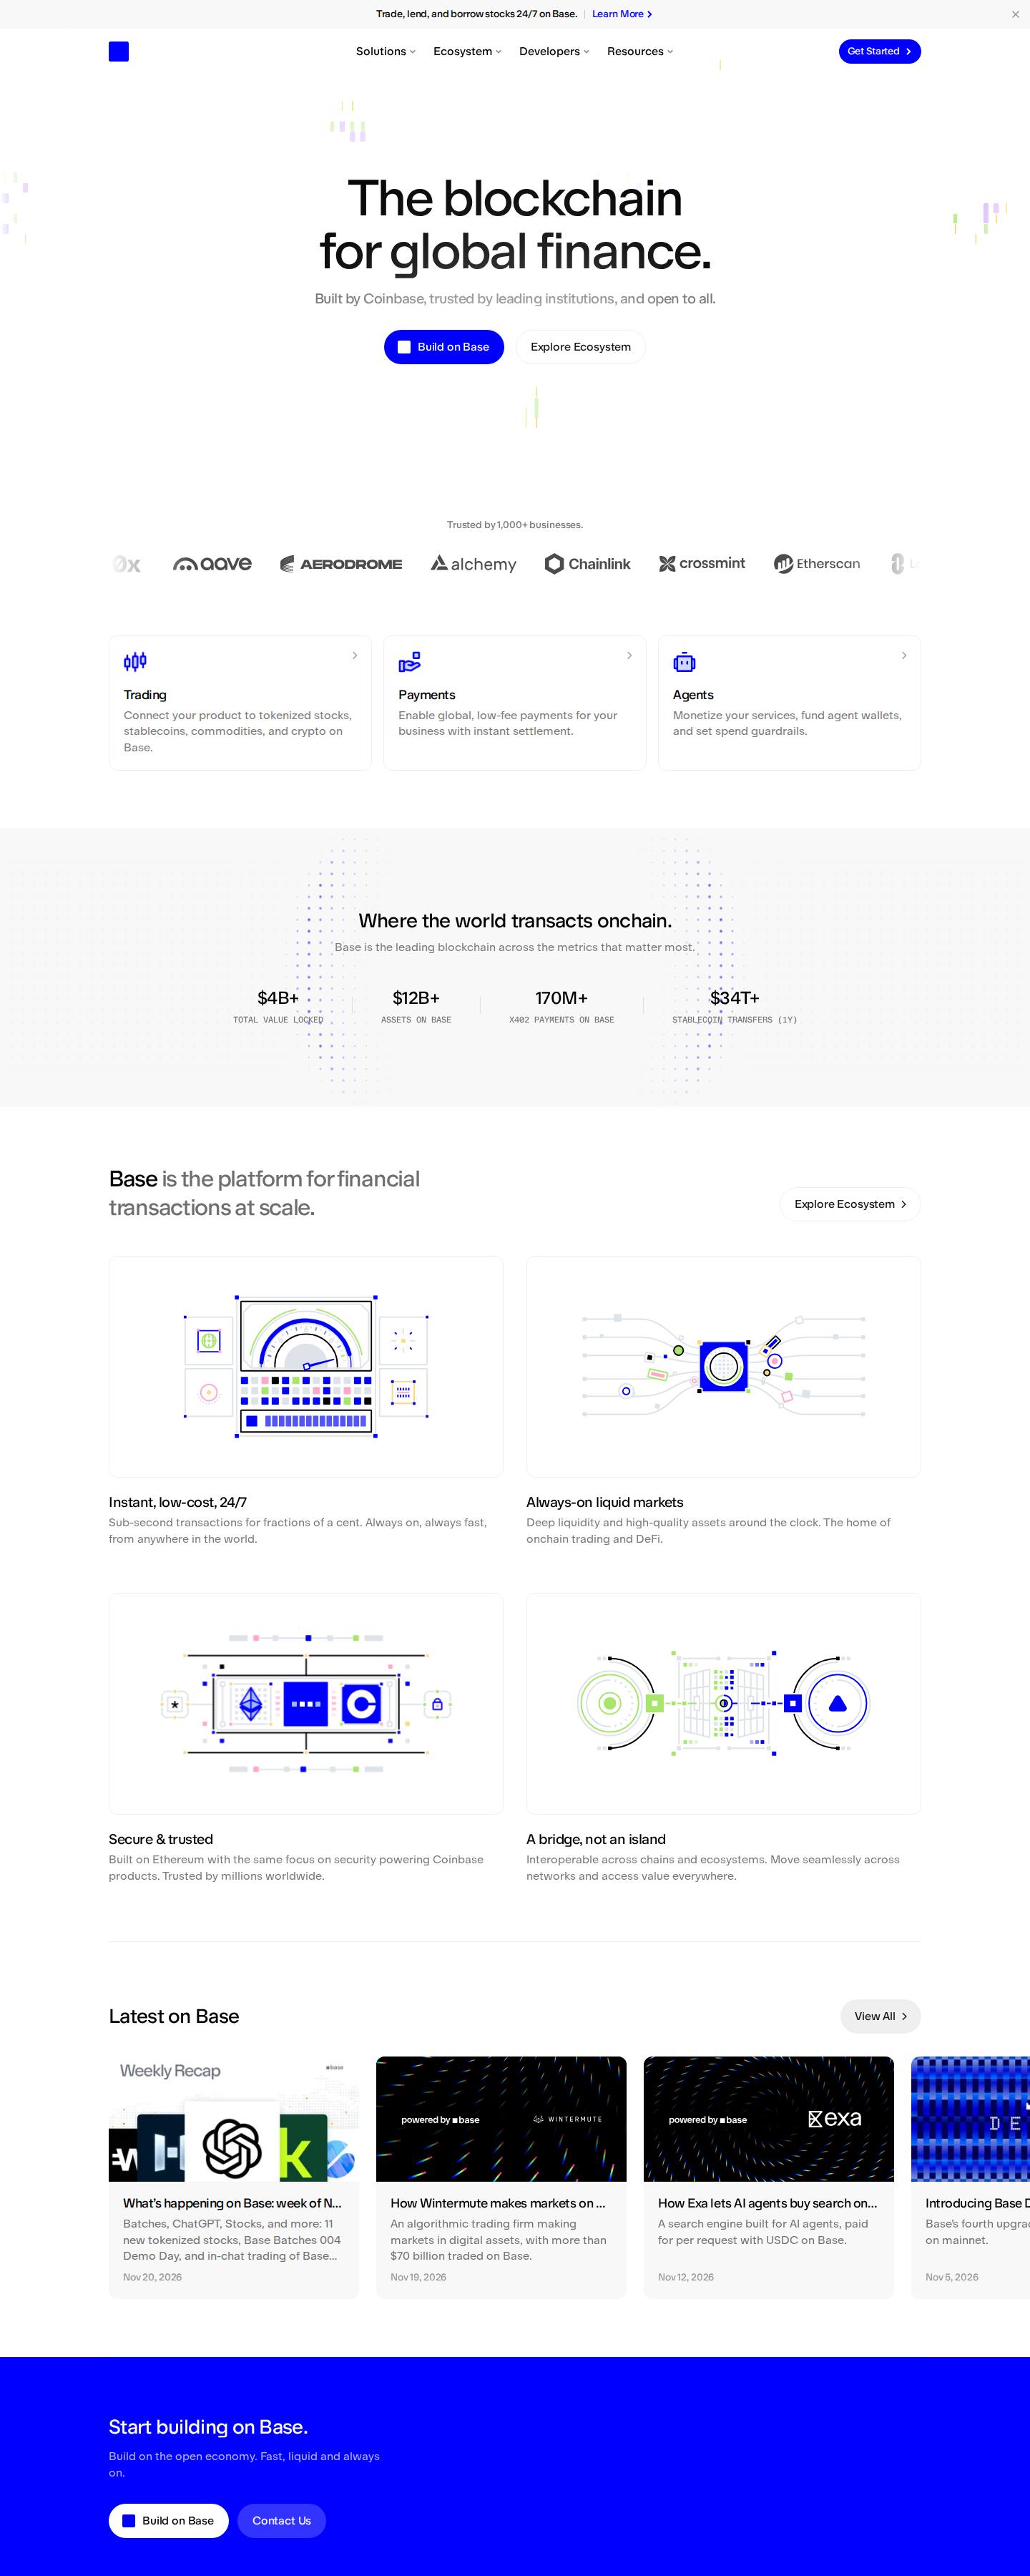 Trade, lend, and borrow stocks 24/7 on Base. Learn More
Solutions Ecosystem Developers Resources Get Started
The blockchain
for global finance.
Built by Coinbase, trusted by leading institutions, and open to all.
Build on Base Explore Ecosystem
Trusted by 1,000+ businesses.
0x aave AERODROME alchemy Chainlink crossmint Etherscan
Trading
Connect your product to tokenized stocks,
stablecoins, commodities, and crypto on
Base.
Payments
Enable global, low-fee payments for your
business with instant settlement.
Agents
Monetize your services, fund agent wallets,
and set spend guardrails.
Where the world transacts onchain.
Base is the leading blockchain across the metrics that matter most.
$4B+ $12B+ 170M+ $34T+
TOTAL VALUE LOCKED ASSETS ON BASE X402 PAYMENTS ON BASE STABLECOIN TRANSFERS (1Y)
Base is the platform for financial
transactions at scale.
Explore Ecosystem
Instant, low-cost, 24/7
Sub-second transactions for fractions of a cent. Always on, always fast,
from anywhere in the world.
Always-on liquid markets
Deep liquidity and high-quality assets around the clock. The home of
onchain trading and DeFi.
Secure & trusted
Built on Ethereum with the same focus on security powering Coinbase
products. Trusted by millions worldwide.
A bridge, not an island
Interoperable across chains and ecosystems. Move seamlessly across
networks and access value everywhere.
Latest on Base
View All
Weekly Recap
base
What's happening on Base: week of N...
Batches, ChatGPT, Stocks, and more: 11
new tokenized stocks, Base Batches 004
Demo Day, and in-chat trading of Base...
Nov 20, 2026
powered by base WINTERMUTE
How Wintermute makes markets on ...
An algorithmic trading firm making
markets in digital assets, with more than
$70 billion traded on Base.
Nov 19, 2026
powered by base exa
How Exa lets AI agents buy search on...
A search engine built for AI agents, paid
for per request with USDC on Base.
Nov 12, 2026
D E
Introducing Base D
Base's fourth upgrad
on mainnet.
Nov 5, 2026
Start building on Base.
Build on the open economy. Fast, liquid and always
on.
Build on Base Contact Us